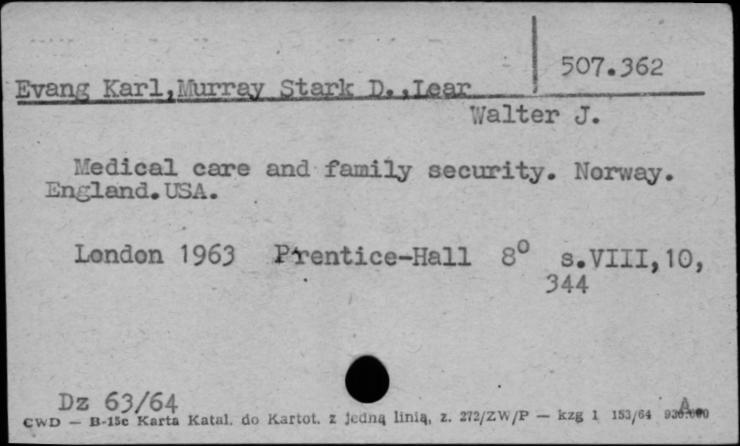 507.362
Evang Karl,Murray Stark D.,Lear
Walter J.
Medical care and family security. Norway.
England.USA.
London 1963 Prentice-Hall 8º s.VIII,10,
344
Dz 63/64
A.
CWD — B-15c Karta Katal. do Kartot. z jedną linią, z. 272/ZW/P — kzg 1 153/64